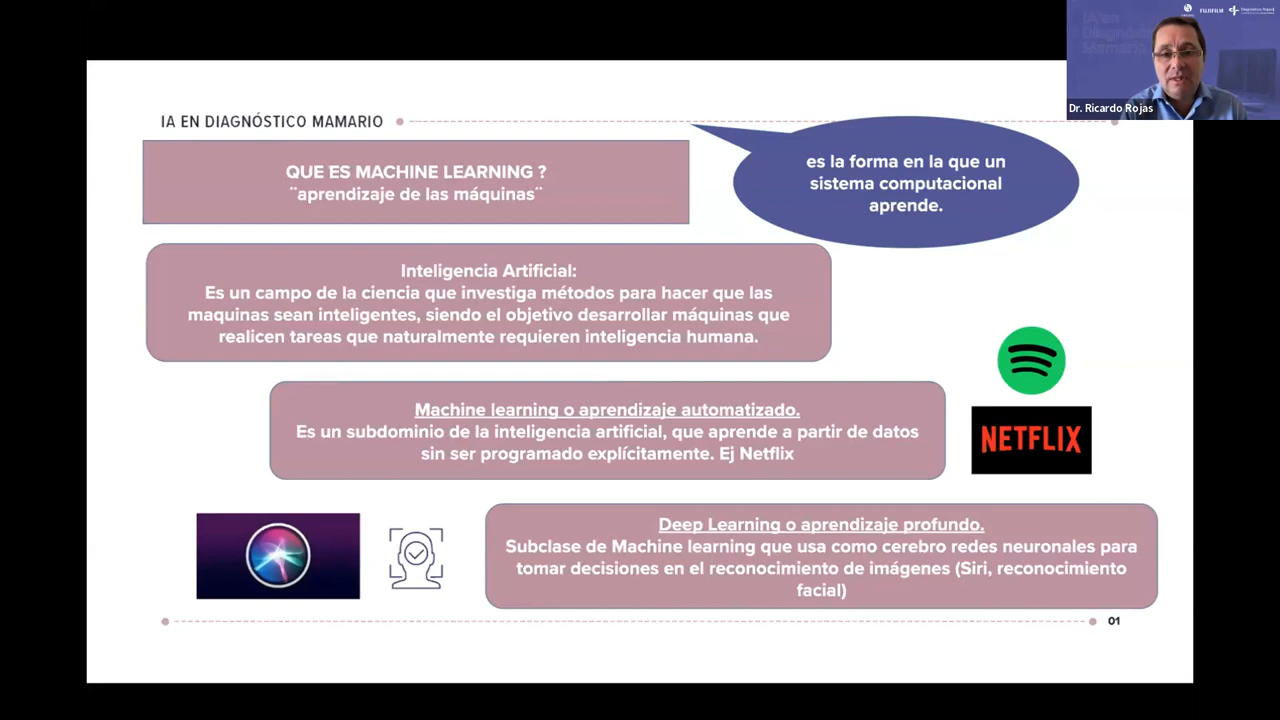 FUJIFILM
IA en
Diagnóstico
Mamario
Dr. Ricardo Rojas
IA EN DIAGNÓSTICO MAMARIO
QUE ES MACHINE LEARNING ?
¨aprendizaje de las máquinas¨
es la forma en la que un
sistema computacional
aprende.
Inteligencia Artificial:
Es un campo de la ciencia que investiga métodos para hacer que las
maquinas sean inteligentes, siendo el objetivo desarrollar máquinas que
realicen tareas que naturalmente requieren inteligencia humana.
Machine learning o aprendizaje automatizado.
Es un subdominio de la inteligencia artificial, que aprende a partir de datos
sin ser programado explícitamente. Ej Netflix
NETFLIX
Deep Learning o aprendizaje profundo.
Subclase de Machine learning que usa como cerebro redes neuronales para
tomar decisiones en el reconocimiento de imágenes (Siri, reconocimiento
facial)
01